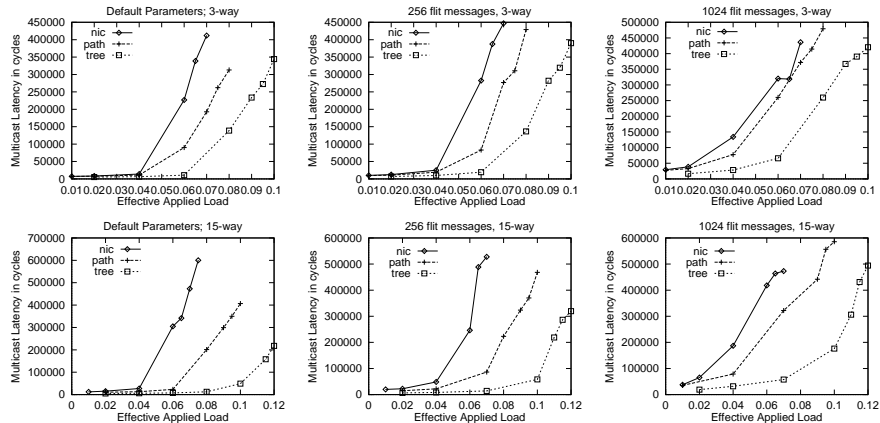 Default Parameters; 3-way
Multicast Latency in cycles
450000
400000
350000
300000
250000
200000
150000
100000
50000
0
nic
path
tree
0.01 0.02 0.03 0.04 0.05 0.06 0.07 0.08 0.09 0.1
Effective Applied Load
256 flit messages, 3-way
Multicast Latency in cycles
450000
400000
350000
300000
250000
200000
150000
100000
50000
0
nic
path
tree
0.01 0.02 0.03 0.04 0.05 0.06 0.07 0.08 0.09 0.1
Effective Applied Load
1024 flit messages, 3-way
Multicast Latency in cycles
500000
450000
400000
350000
300000
250000
200000
150000
100000
50000
0
nic
path
tree
0.01 0.02 0.03 0.04 0.05 0.06 0.07 0.08 0.09 0.1
Effective Applied Load
Default Parameters; 15-way
Multicast Latency in cycles
700000
600000
500000
400000
300000
200000
100000
0
nic
path
tree
0 0.02 0.04 0.06 0.08 0.1 0.12
Effective Applied Load
256 flit messages, 15-way
Multicast Latency in cycles
600000
500000
400000
300000
200000
100000
0
nic
path
tree
0 0.02 0.04 0.06 0.08 0.1 0.12
Effective Applied Load
1024 flit messages, 15-way
Multicast Latency in cycles
600000
500000
400000
300000
200000
100000
0
nic
path
tree
0 0.02 0.04 0.06 0.08 0.1 0.12
Effective Applied Load